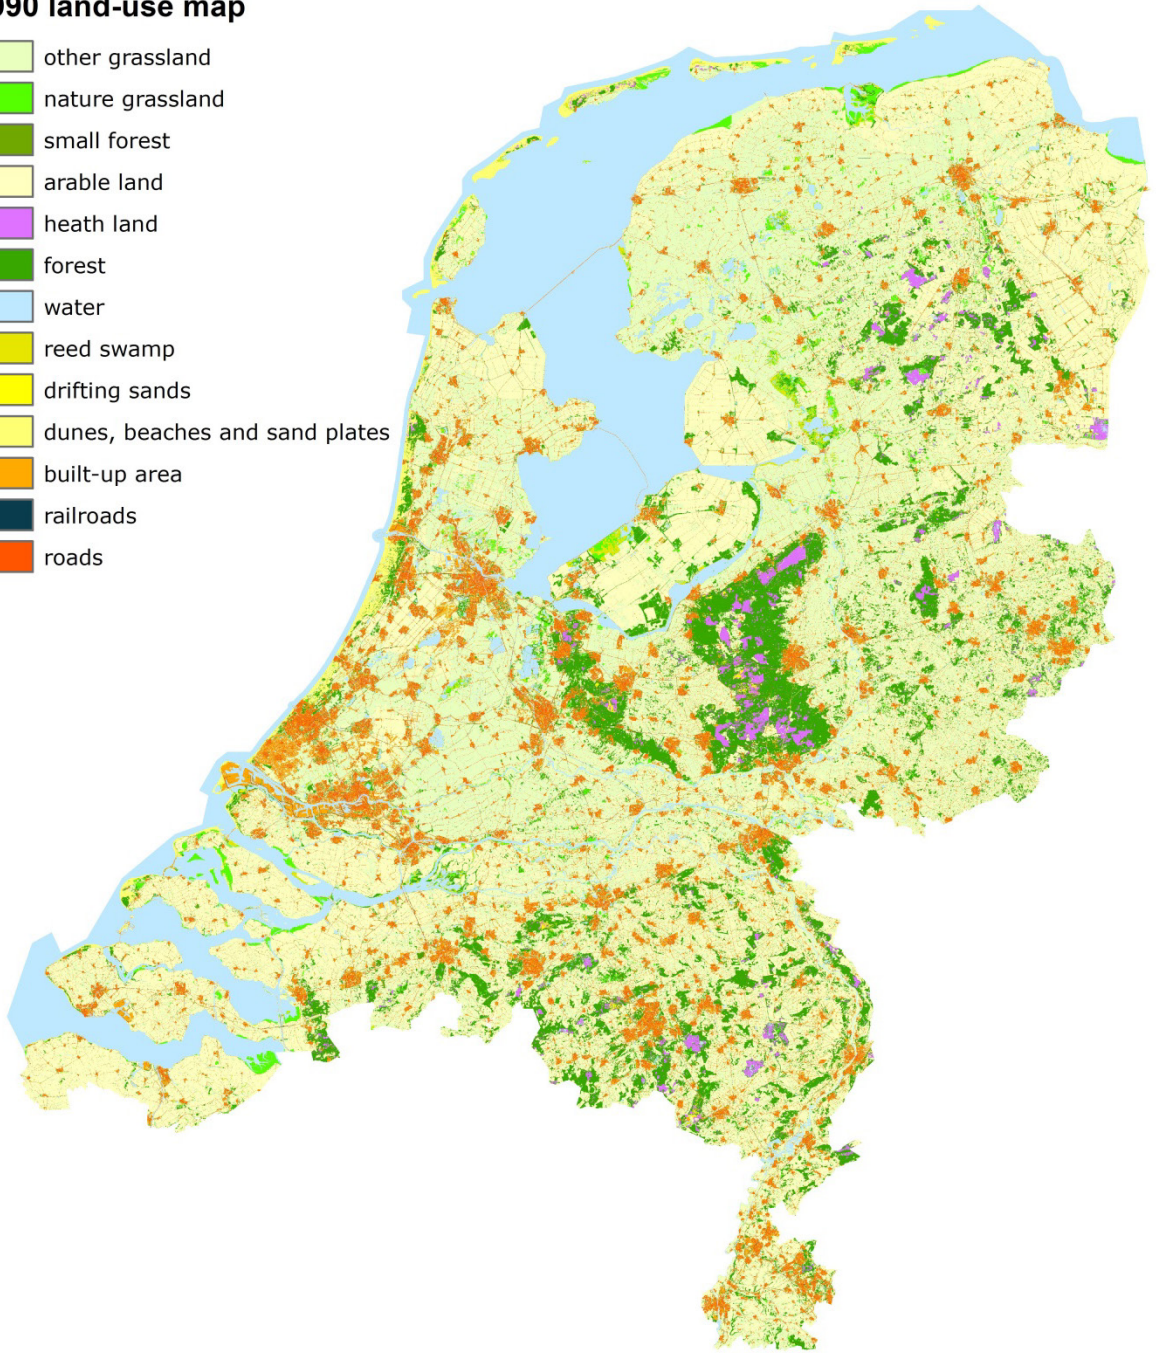 090 land-use map
other grassland
nature grassland
small forest
arable land
heath land
forest
water
reed swamp
drifting sands
dunes, beaches and sand plates
built-up area
railroads
roads